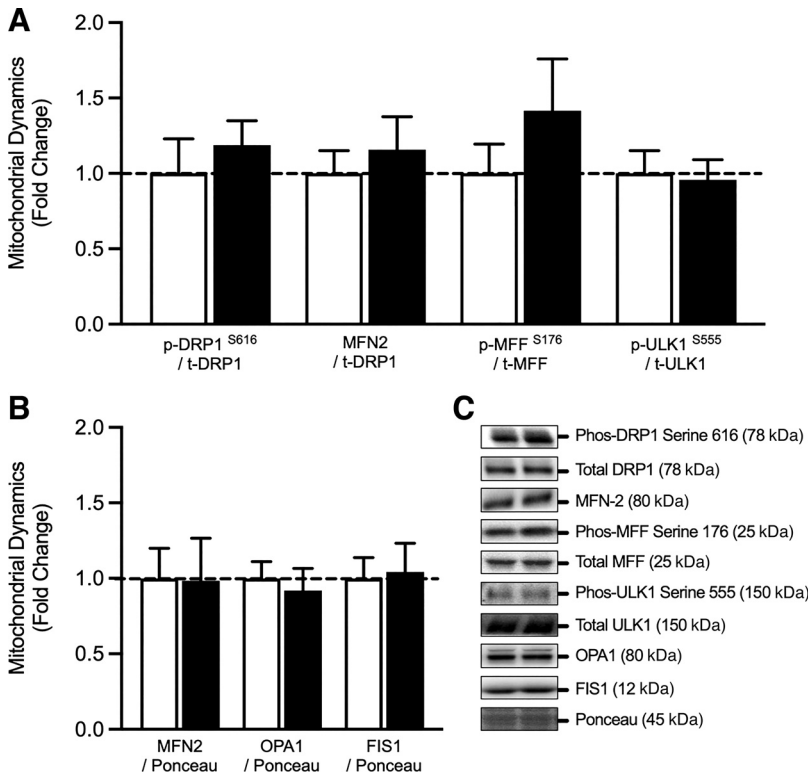 A
2.0
1.5
1.0
0.5
0.0
Mitochondrial Dynamics
(Fold Change)
p-DRP1 S616
/ t-DRP1
MFN2
/ t-DRP1
p-MFF S176
/ t-MFF
p-ULK1 S555
/ t-ULK1
B
2.0
1.5
1.0
0.5
0.0
Mitochondrial Dynamics
(Fold Change)
MFN2
/ Ponceau
OPA1
/ Ponceau
FIS1
/ Ponceau
C
Phos-DRP1 Serine 616 (78 kDa)
Total DRP1 (78 kDa)
MFN-2 (80 kDa)
Phos-MFF Serine 176 (25 kDa)
Total MFF (25 kDa)
Phos-ULK1 Serine 555 (150 kDa)
Total ULK1 (150 kDa)
OPA1 (80 kDa)
FIS1 (12 kDa)
Ponceau (45 kDa)